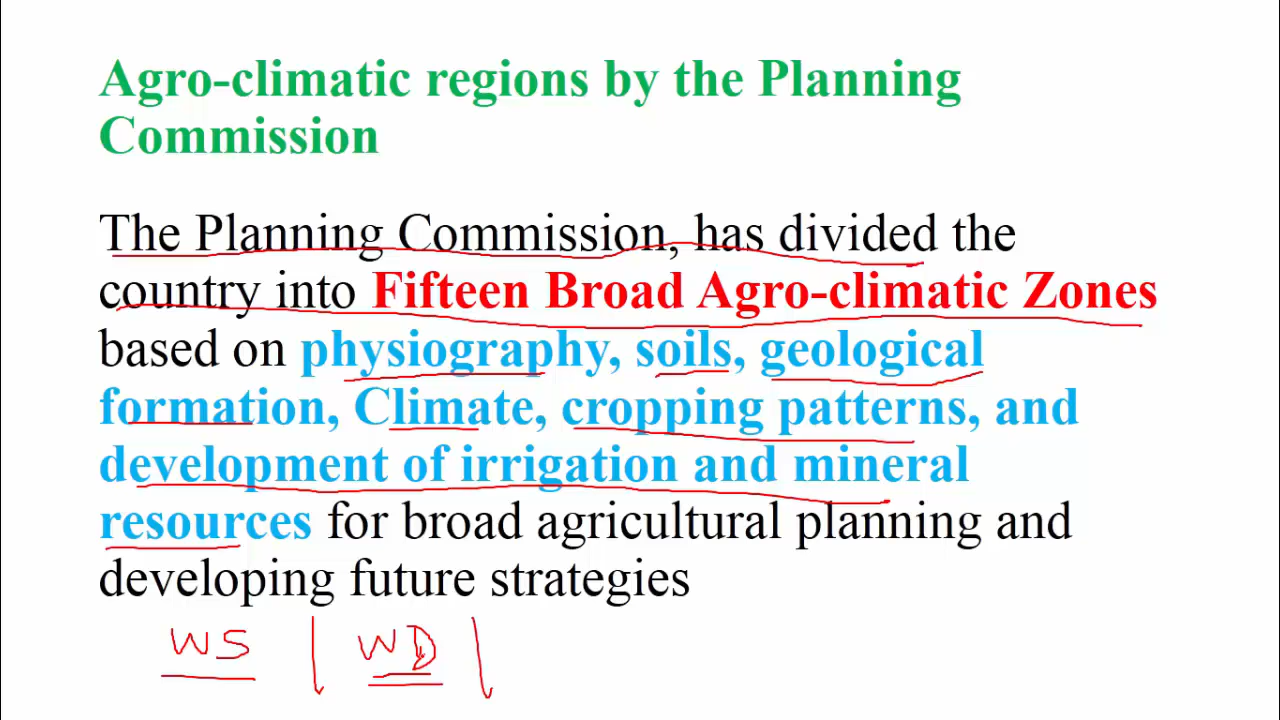 Agro-climatic regions by the Planning
Commission
The Planning Commission, has divided the
country into Fifteen Broad Agro-climatic Zones
based on physiography, soils, geological
formation, Climate, cropping patterns, and
development of irrigation and mineral
resources for broad agricultural planning and
developing future strategies
WS | WD |